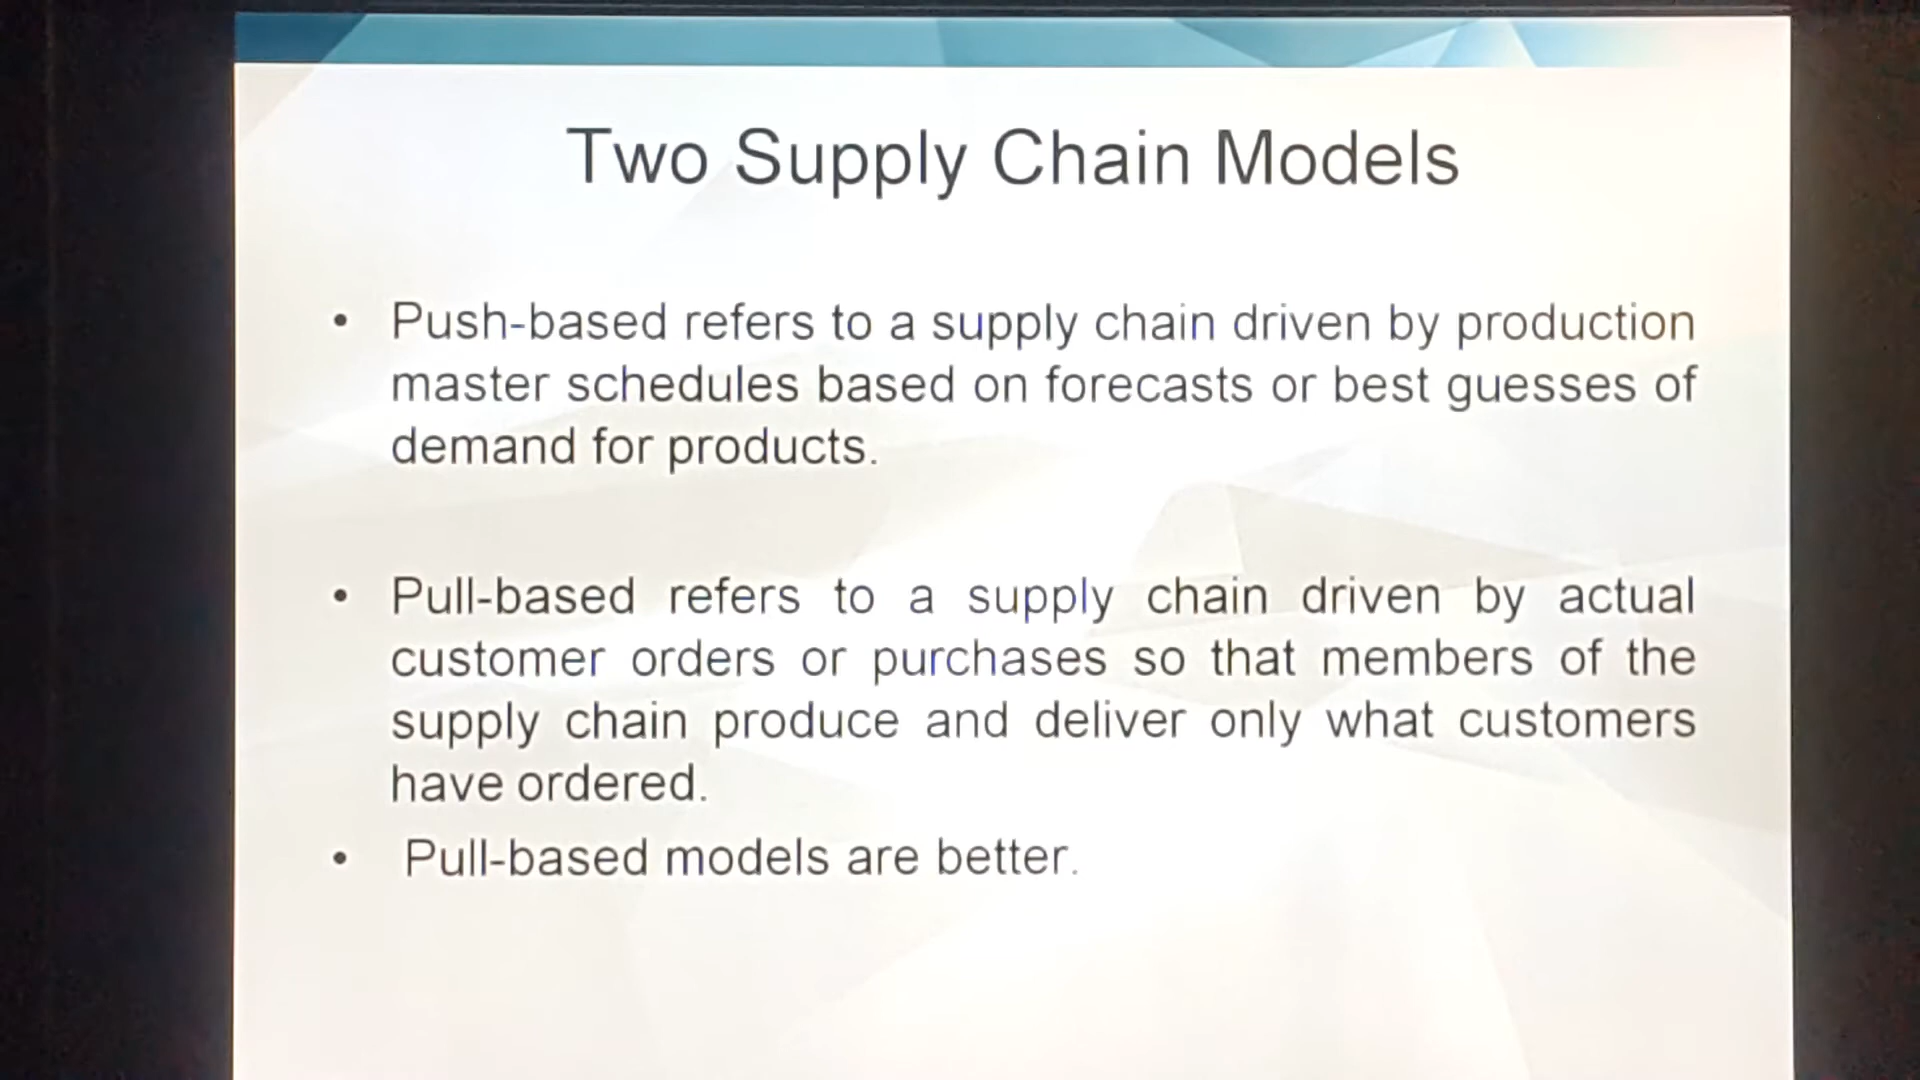 Two Supply Chain Models
• Push-based refers to a supply chain driven by production
master schedules based on forecasts or best guesses of
demand for products.
• Pull-based refers to a supply chain driven by actual
customer orders or purchases so that members of the
supply chain produce and deliver only what customers
have ordered.
• Pull-based models are better.